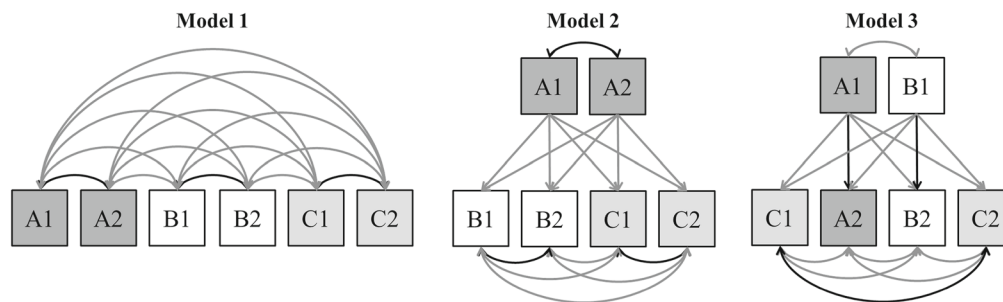 Model 1 Model 2 Model 3
A1 A2 A1 B1
A1 A2 B1 B2 C1 C2 B1 B2 C1 C2 C1 A2 B2 C2